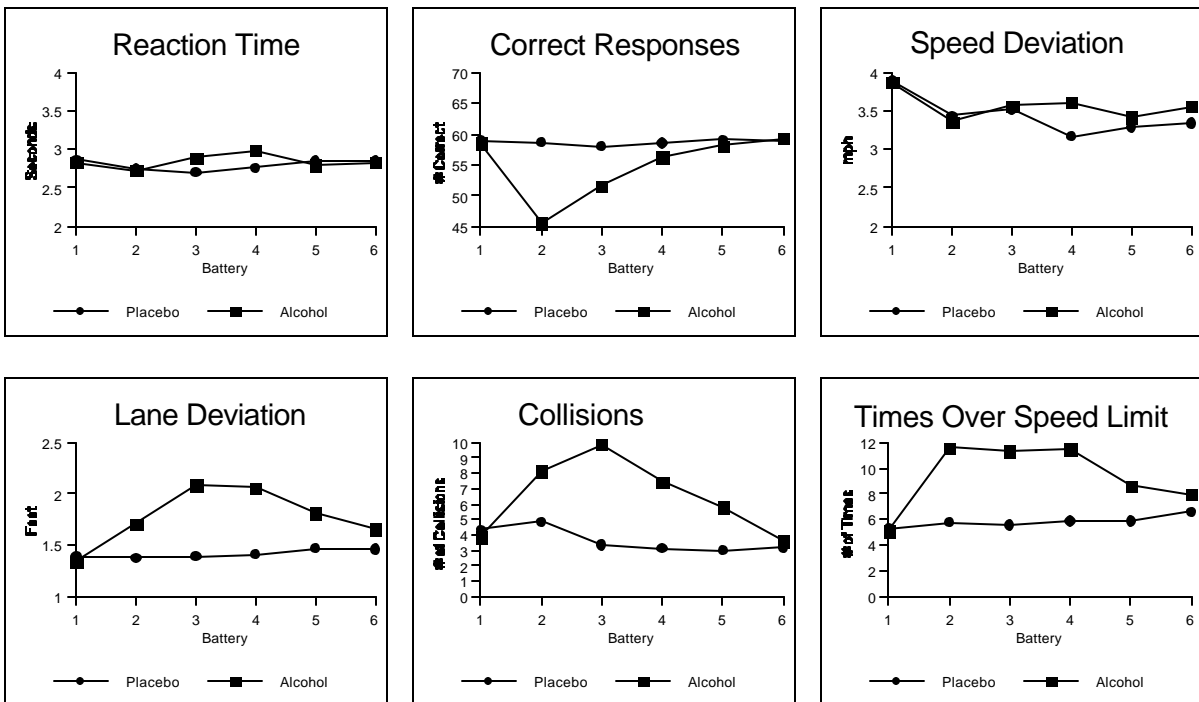 Reaction Time
Seconds
4
3.5
3
2.5
2
1 2 3 4 5 6
Battery
Placebo Alcohol
Correct Responses
# Correct
70
65
60
55
50
45
1 2 3 4 5 6
Battery
Placebo Alcohol
Speed Deviation
mph
4
3.5
3
2.5
2
1 2 3 4 5 6
Battery
Placebo Alcohol
Lane Deviation
Feet
2.5
2
1.5
1
1 2 3 4 5 6
Battery
Placebo Alcohol
Collisions
# of Collisions
10
9
8
7
6
5
4
3
2
1
0
1 2 3 4 5 6
Battery
Placebo Alcohol
Times Over Speed Limit
# of Times
12
10
8
6
4
2
0
1 2 3 4 5 6
Battery
Placebo Alcohol